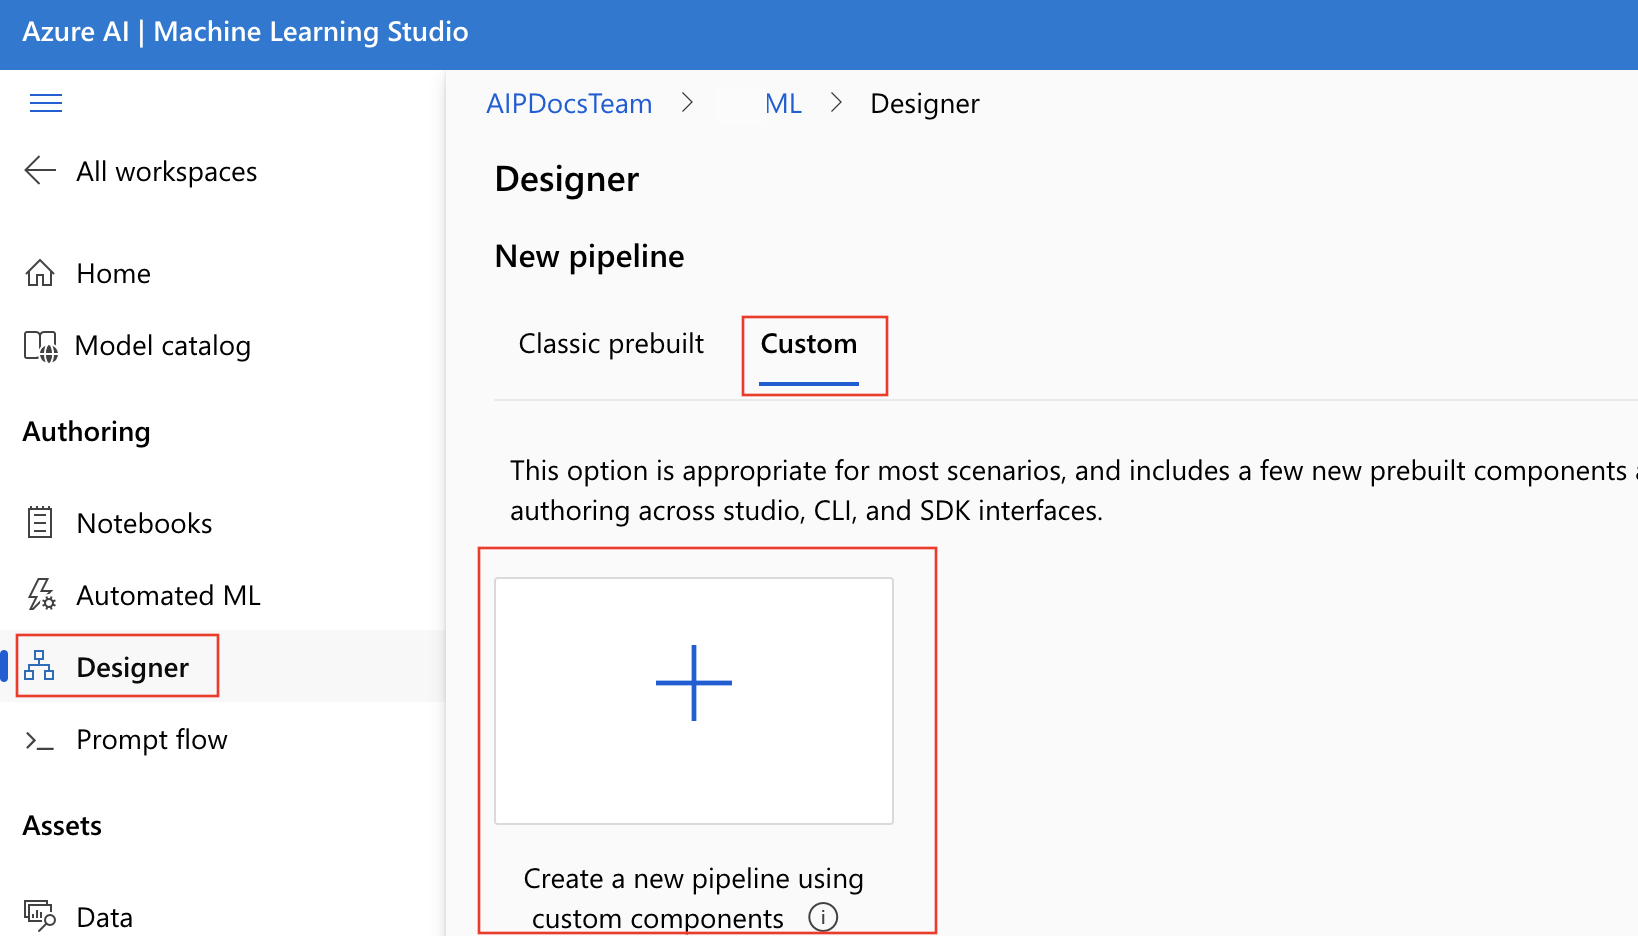 Azure AI | Machine Learning Studio
AIPDocsTeam > ML > Designer
All workspaces
Home
Model catalog
Authoring
Notebooks
Automated ML
Designer
Prompt flow
Assets
Data
Designer
New pipeline
Classic prebuilt Custom
This option is appropriate for most scenarios, and includes a few new prebuilt components
authoring across studio, CLI, and SDK interfaces.
Create a new pipeline using
custom components